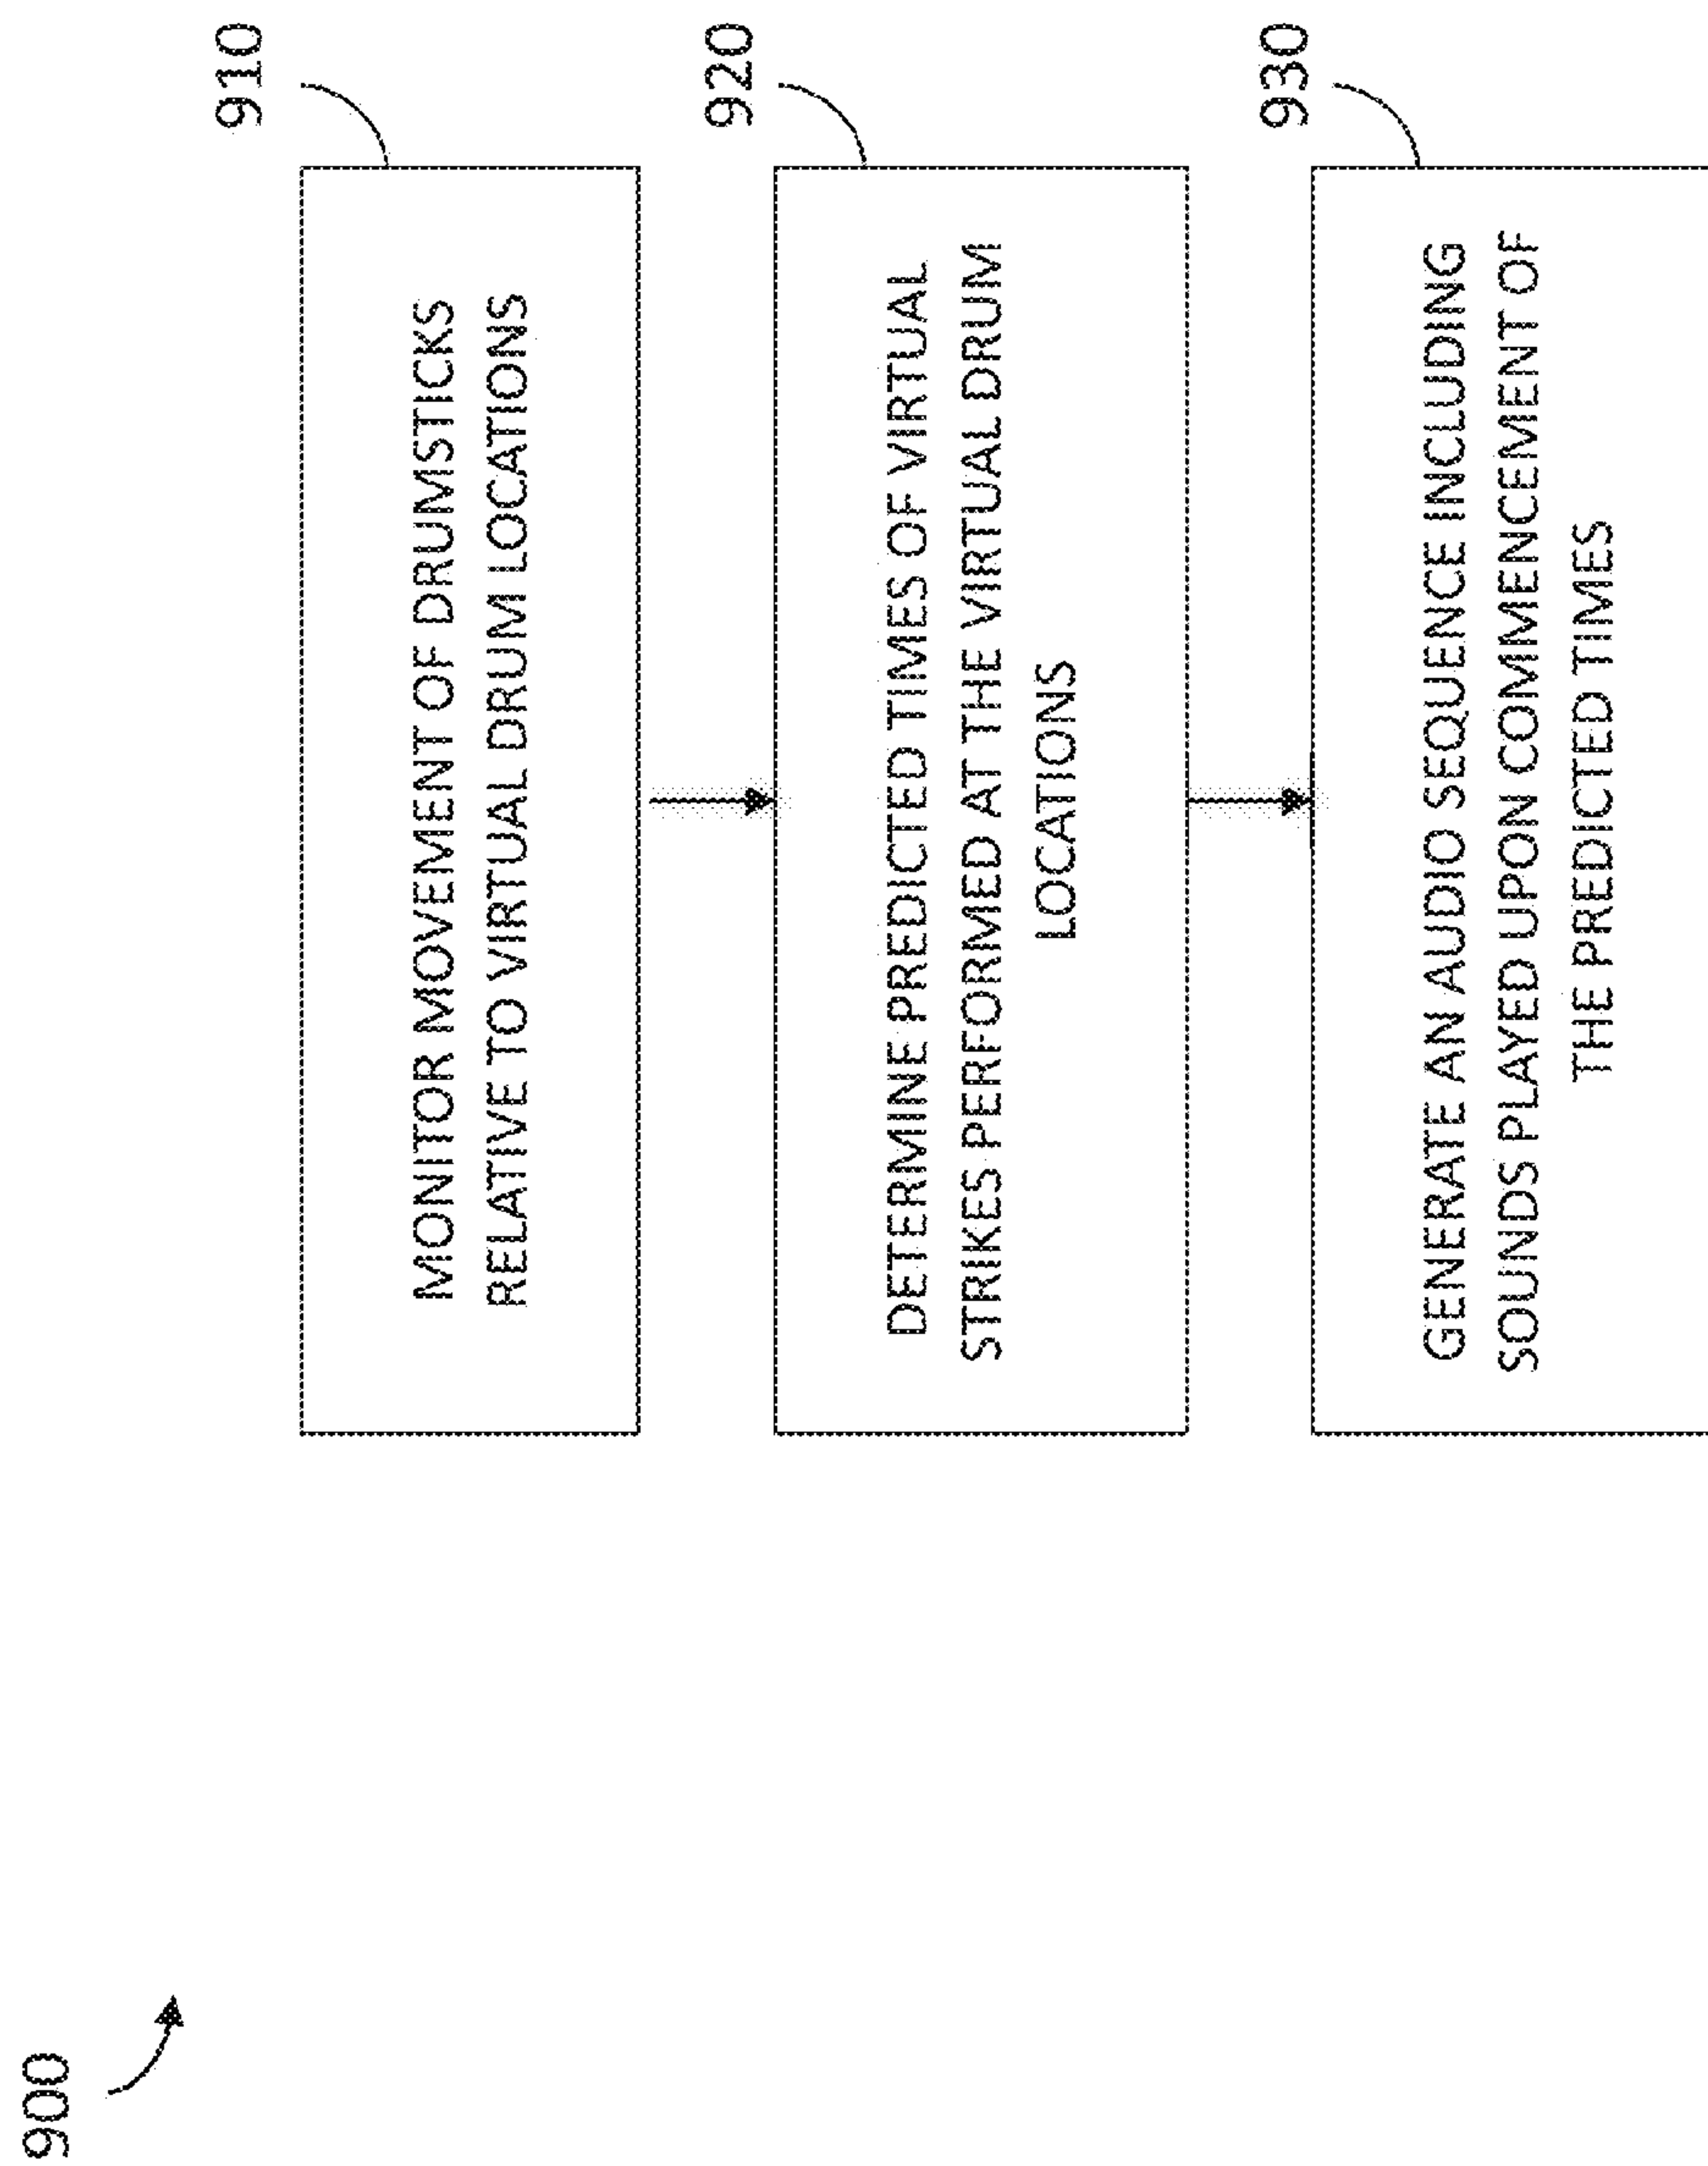 900
910
MONITOR MOVEMENT OF DRUMSTICKS
RELATIVE TO VIRTUAL DRUM LOCATIONS
920
DETERMINE PREDICTED TIMES OF VIRTUAL
STRIKES PERFORMED AT THE VIRTUAL DRUM
LOCATIONS
930
GENERATE AN AUDIO SEQUENCE INCLUDING
SOUNDS PLAYED UPON COMMENCEMENT OF
THE PREDICTED TIMES